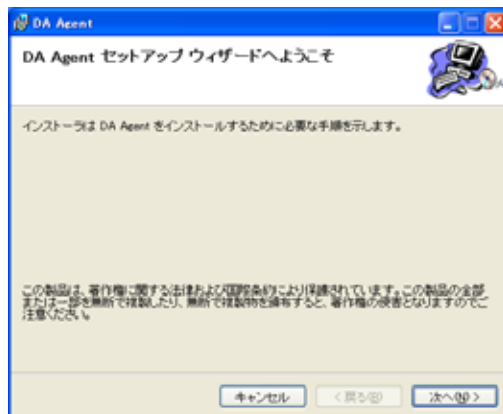 DA Agent
DA Agent セットアップ ウィザードへようこそ
インストーラは DA Agent をインストールするために必要な手順を示します。
この製品は、著作権に関する法律および国際条約により保護されています。この製品の全部
または一部を無断で複製したり、無断で複製物を頒布すると、著作権の侵害となりますのでご
注意ください。
キャンセル
< 戻る(B)
次へ(N) >